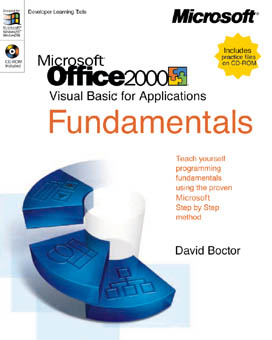 Developer Learning Tools
Microsoft®
CD-ROM
Included
Includes
practice files
on CD-ROM
Microsoft®
Office2000
Visual Basic for Applications
Fundamentals
Teach yourself
programming
fundamentals
using the proven
Microsoft
Step by Step
method
David Boctor